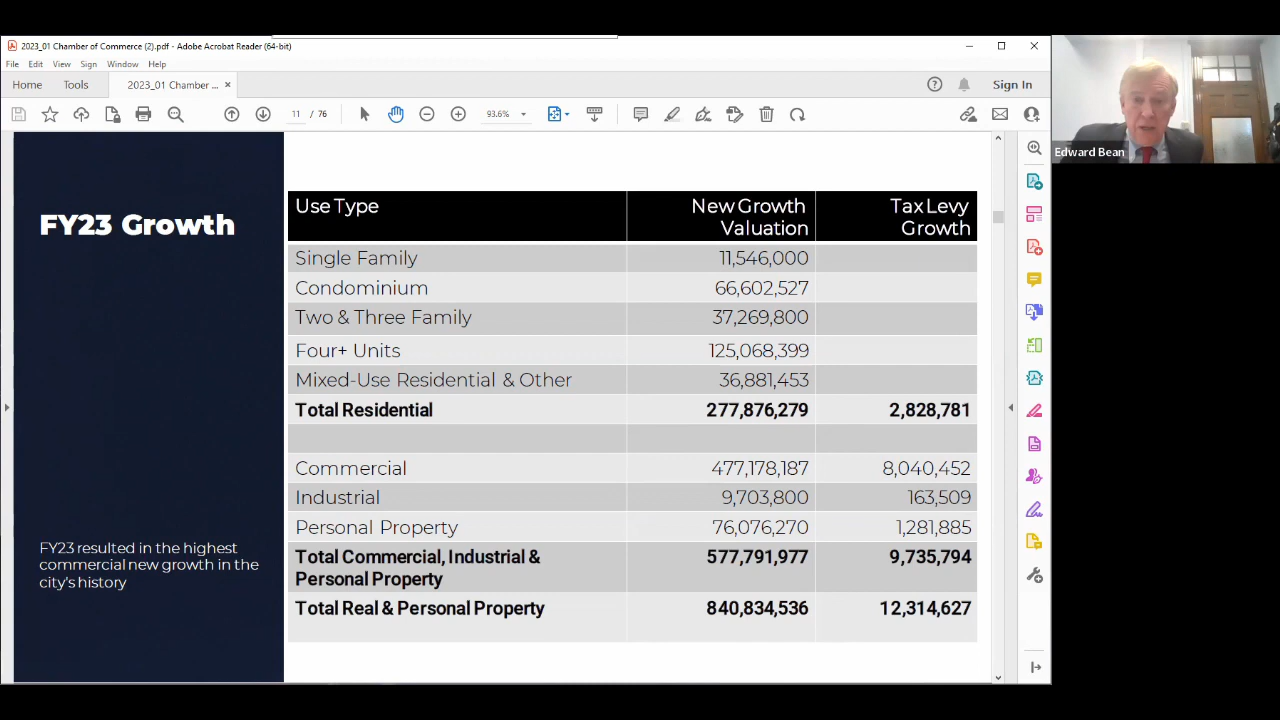 2023_01 Chamber of Commerce (2).pdf - Adobe Acrobat Reader (64-bit)
File Edit View Sign Window Help
Home Tools 2023_01 Chamber ... × Sign In
11 / 76 93.6%
Edward Bean
FY23 Growth
FY23 resulted in the highest
commercial new growth in the
city's history
Use Type New Growth Valuation Tax Levy Growth
Single Family 11,546,000
Condominium 66,602,527
Two & Three Family 37,269,800
Four+ Units 125,068,399
Mixed-Use Residential & Other 36,881,453
Total Residential 277,876,279 2,828,781
Commercial 477,178,187 8,040,452
Industrial 9,703,800 163,509
Personal Property 76,076,270 1,281,885
Total Commercial, Industrial & 577,791,977 9,735,794
Personal Property
Total Real & Personal Property 840,834,536 12,314,627